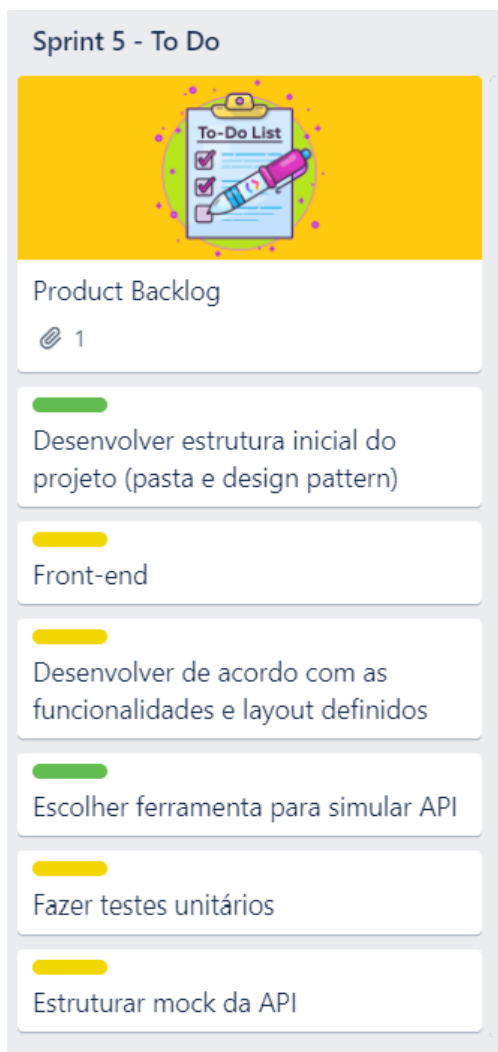 Sprint 5 - To Do
To-Do List
Product Backlog
1
Desenvolver estrutura inicial do
projeto (pasta e design pattern)
Front-end
Desenvolver de acordo com as
funcionalidades e layout definidos
Escolher ferramenta para simular API
Fazer testes unitários
Estruturar mock da API